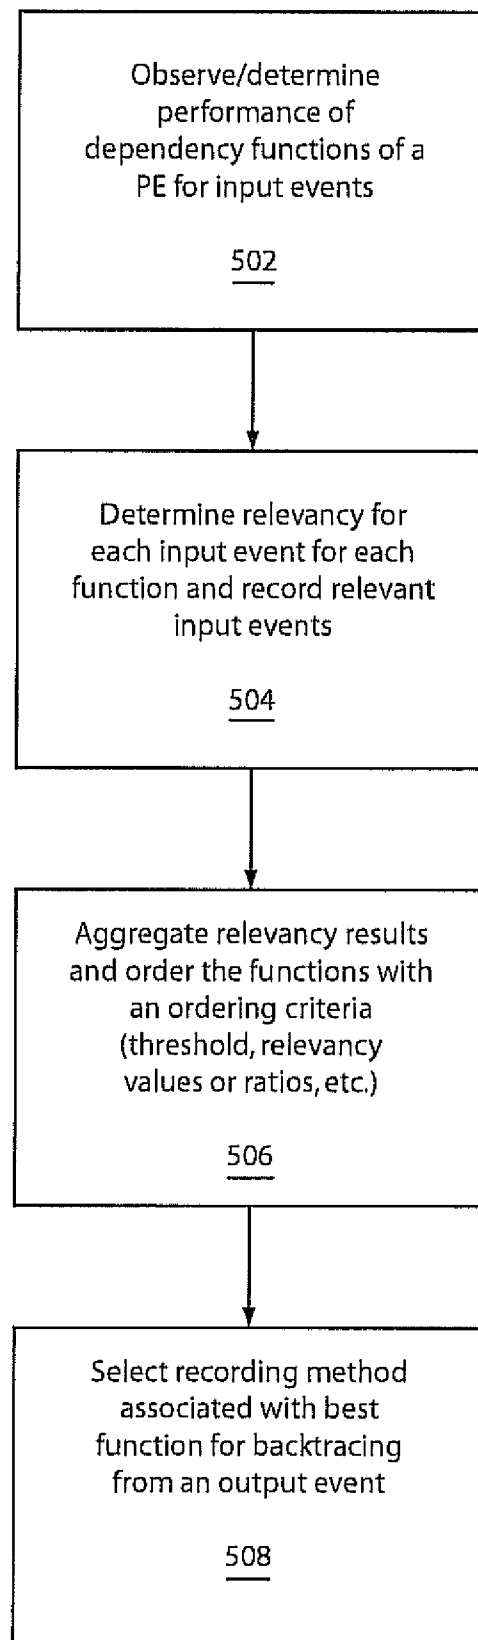 Observe/determine
performance of
dependency functions of a
PE for input events
502
Determine relevancy for
each input event for each
function and record relevant
input events
504
Aggregate relevancy results
and order the functions with
an ordering criteria
(threshold, relevancy
values or ratios, etc.)
506
Select recording method
associated with best
function for backtracing
from an output event
508